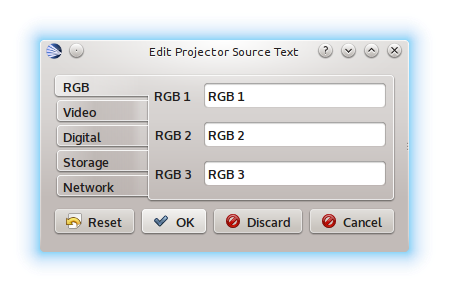 Edit Projector Source Text
RGB
Video
Digital
Storage
Network
RGB 1 RGB 1
RGB 2 RGB 2
RGB 3 RGB 3
Reset OK Discard Cancel